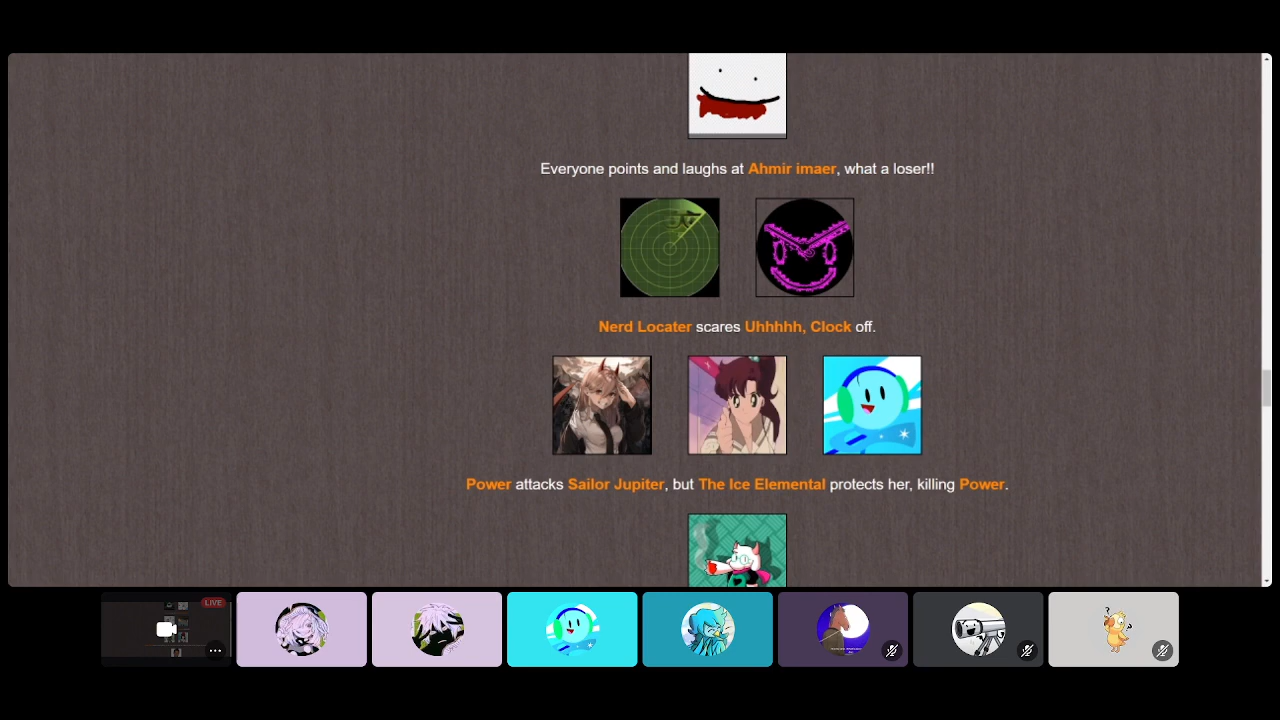 Everyone points and laughs at Ahmir imaer, what a loser!!
Nerd Locater scares Uhhhhh, Clock off.
Power attacks Sailor Jupiter, but The Ice Elemental protects her, killing Power.
LIVE